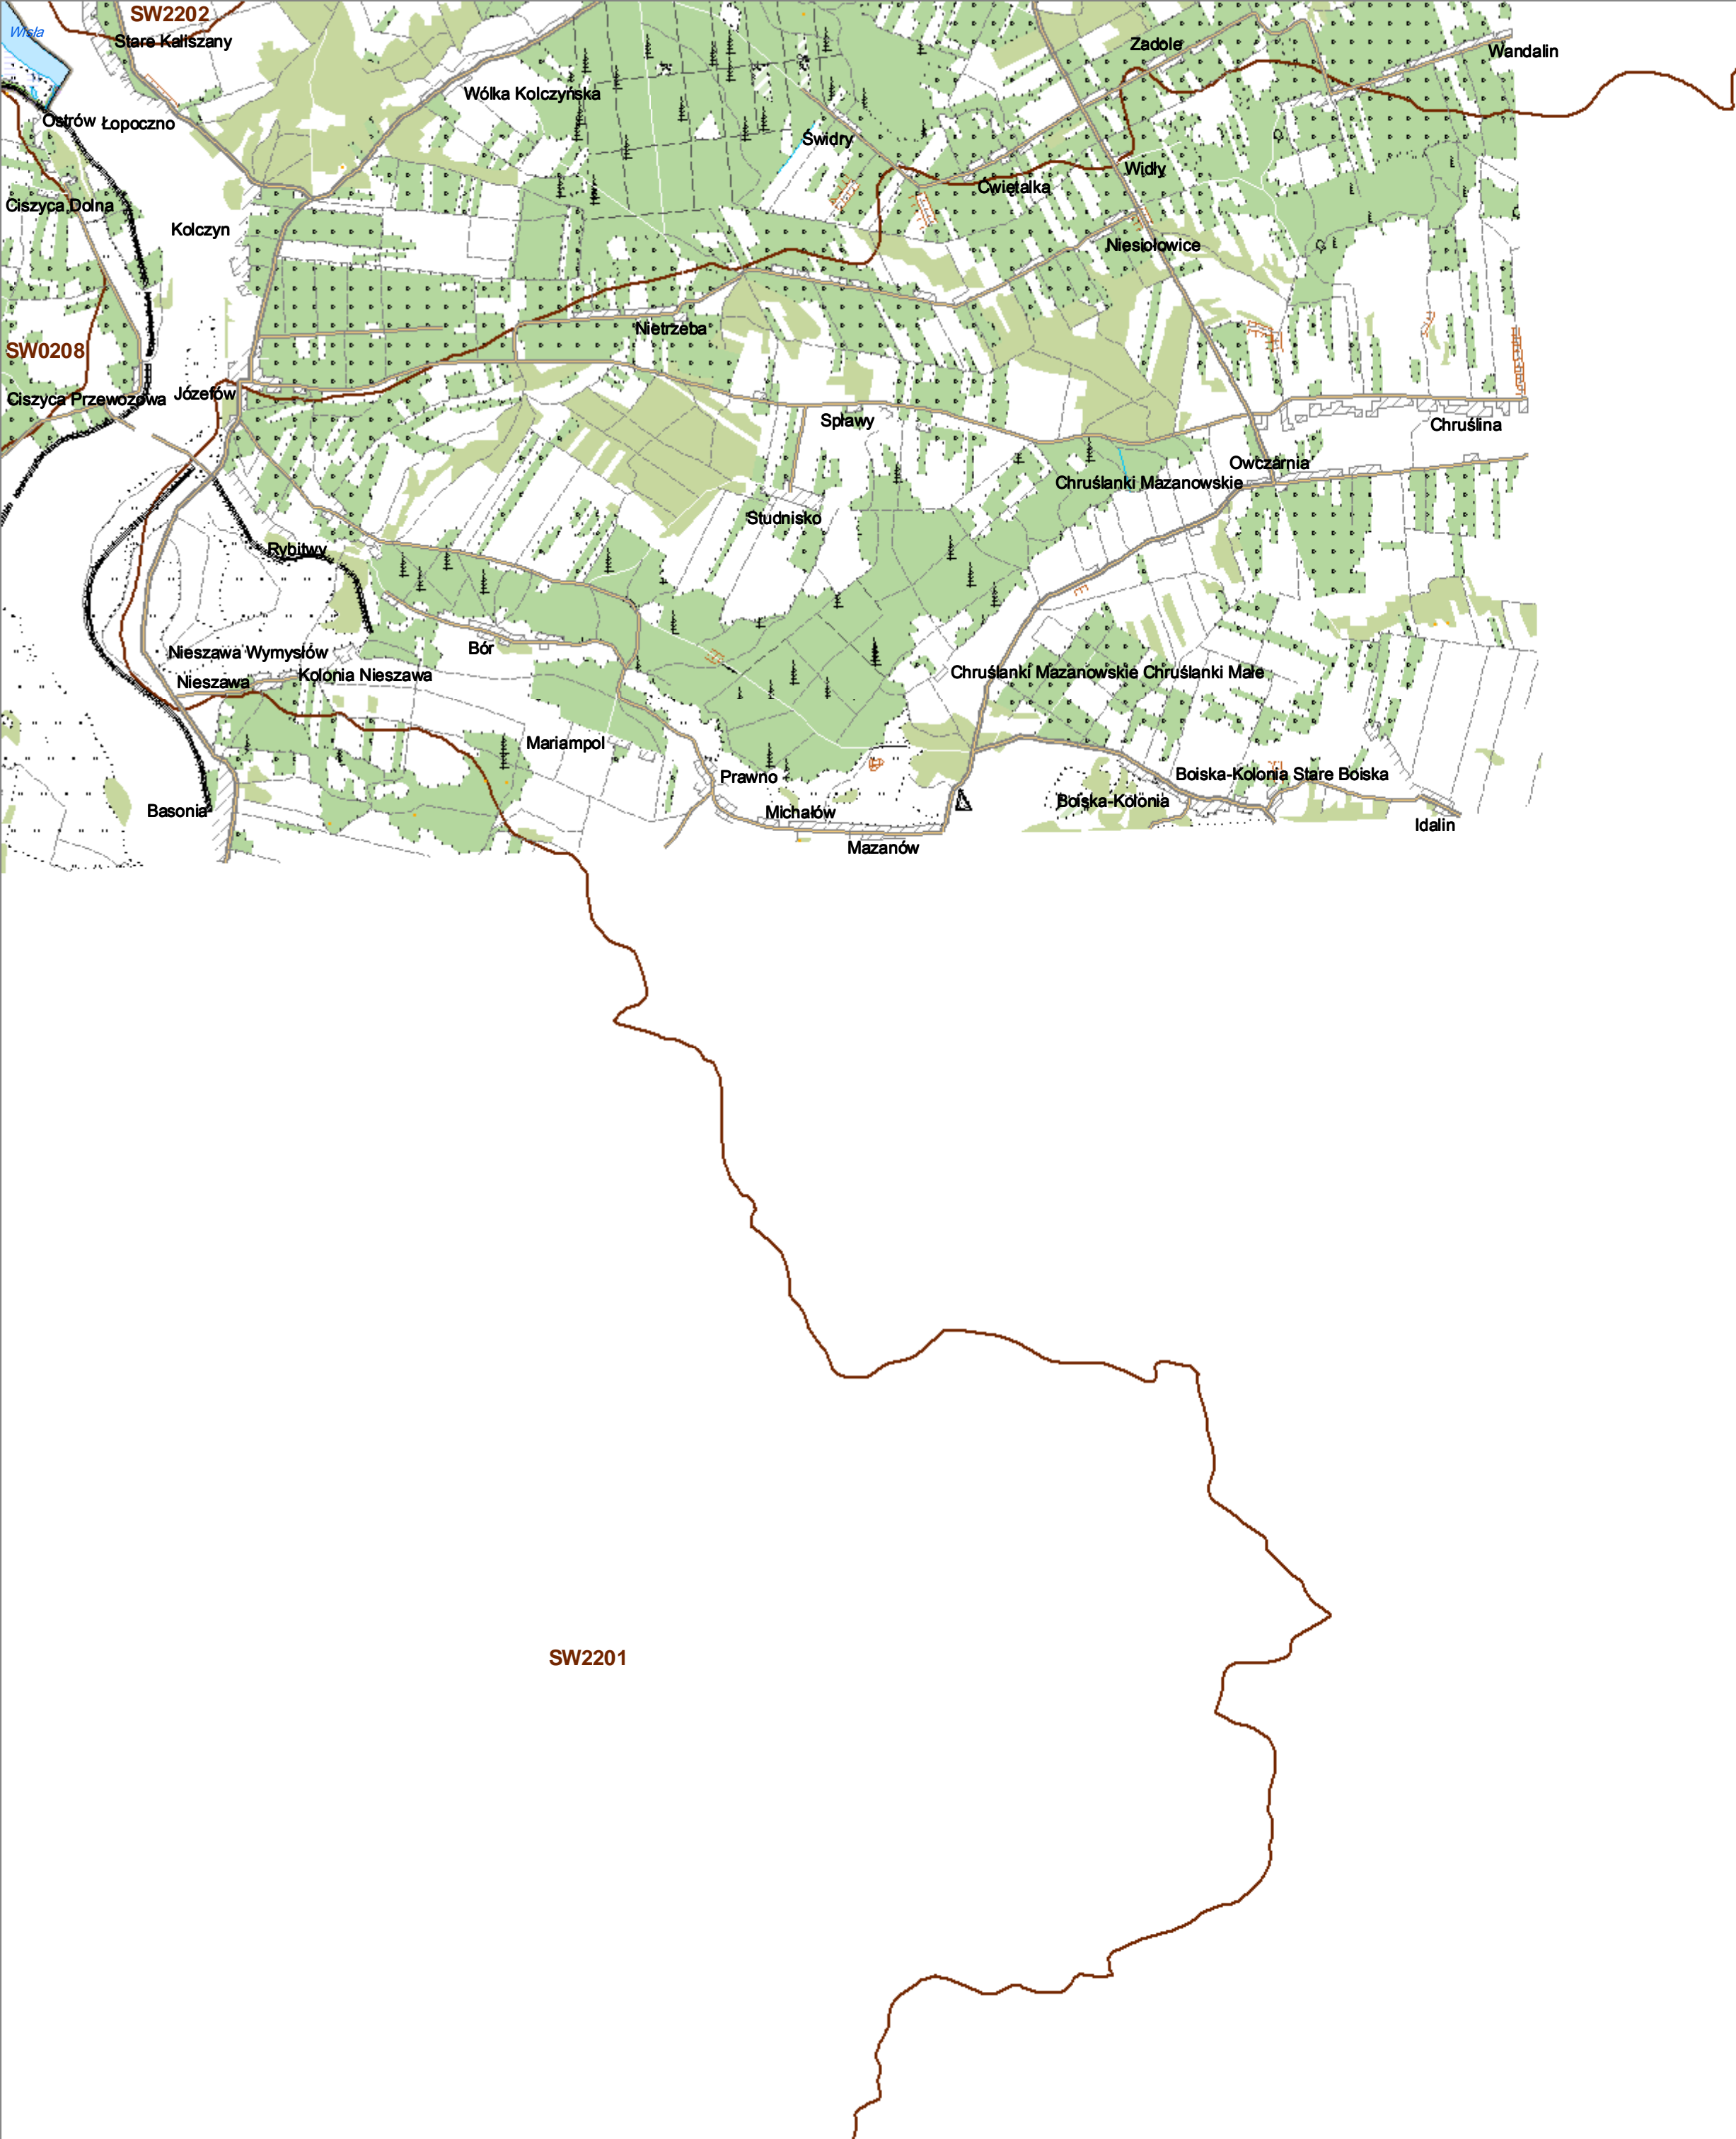 SW2202
Wisła
Stare Kaliszany
Zadole
Wandalin
Wólka Kolczyńska
Ostrów
Łopoczno
Świdry
Widły
Ćwiętalka
Ciszyca Dolna
Kolczyn
Niesiołowice
Nietrzeba
SW0208
Józefów
Ciszyca Przewozowa
Spławy
Chruślina
Owczarnia
Chruślanki Mazanowskie
Studnisko
Rybitwy
Bór
Nieszawa Wymysłów
Kolonia Nieszawa
Nieszawa
Chruślanki Mazanowskie Chruślanki Małe
Mariampol
Prawno
Boiska-Kolonia Stare Boiska
Boiska-Kolonia
Basonia
Michałów
Idalin
Mazanów
SW2201